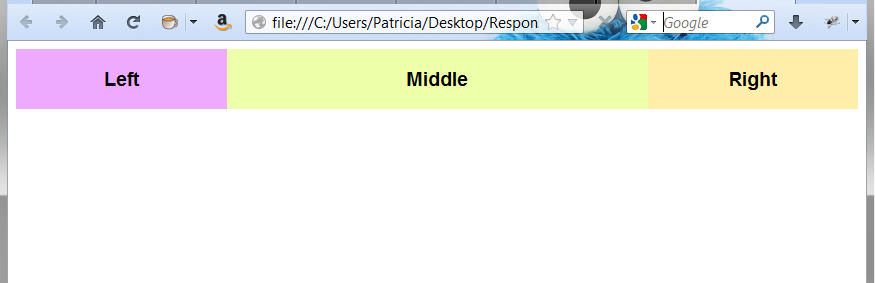 file:///C:/Users/Patricia/Desktop/Respon
Google
Left Middle Right